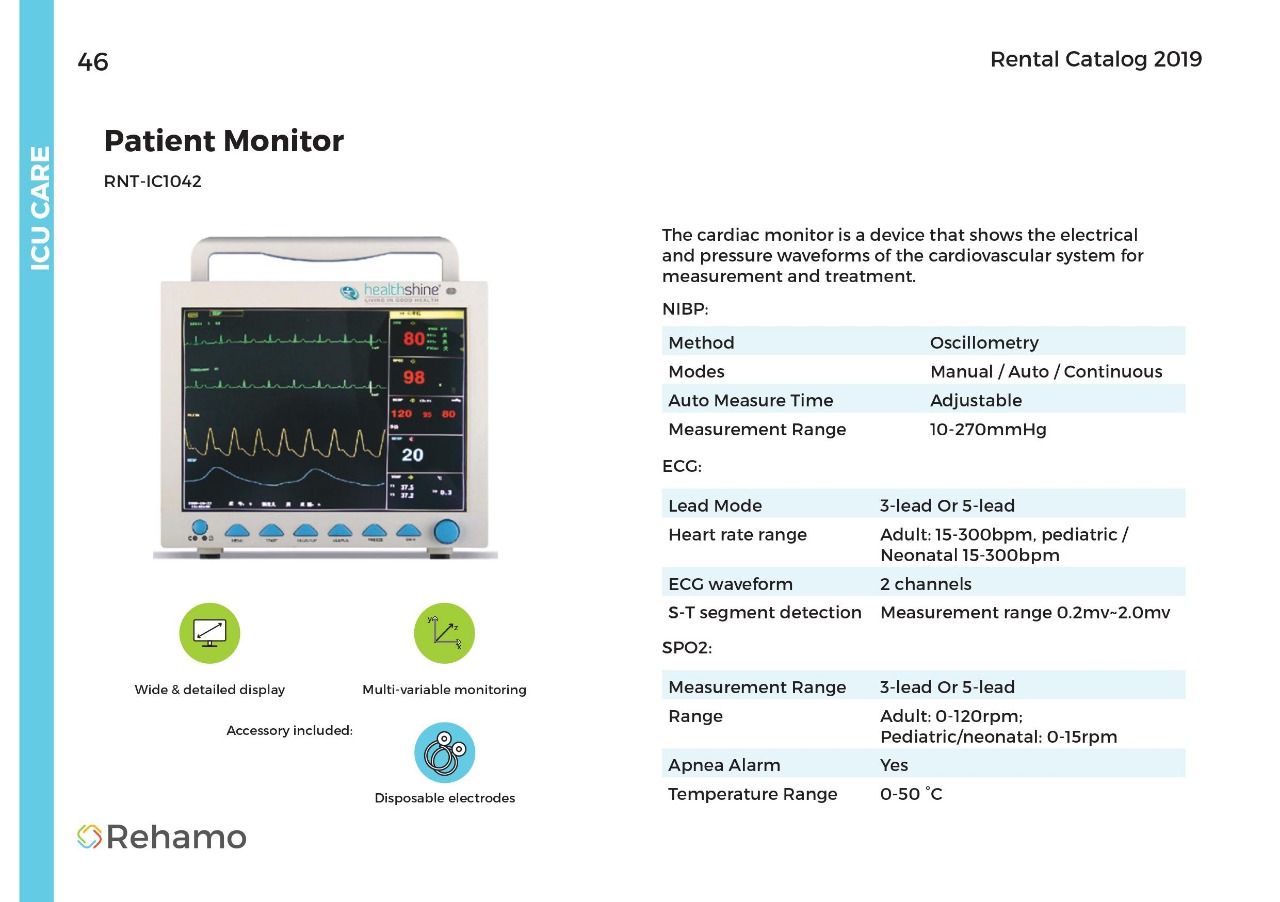 46
Rental Catalog 2019
ICU CARE
Patient Monitor
RNT-IC1042
healthshine
LIVING IN GOOD HEALTH
80
98
120 95 80
20
37.5
37.2
0.3
Wide & detailed display
Multi-variable monitoring
Accessory included:
Disposable electrodes
Rehamo
The cardiac monitor is a device that shows the electrical
and pressure waveforms of the cardiovascular system for
measurement and treatment.
NIBP:
Method Oscillometry
Modes Manual / Auto / Continuous
Auto Measure Time Adjustable
Measurement Range 10-270mmHg
ECG:
Lead Mode 3-lead Or 5-lead
Heart rate range Adult: 15-300bpm, pediatric /
Neonatal 15-300bpm
ECG waveform 2 channels
S-T segment detection Measurement range 0.2mv~2.0mv
SPO2:
Measurement Range 3-lead Or 5-lead
Range Adult: 0-120rpm;
Pediatric/neonatal: 0-15rpm
Apnea Alarm Yes
Temperature Range 0-50 °C